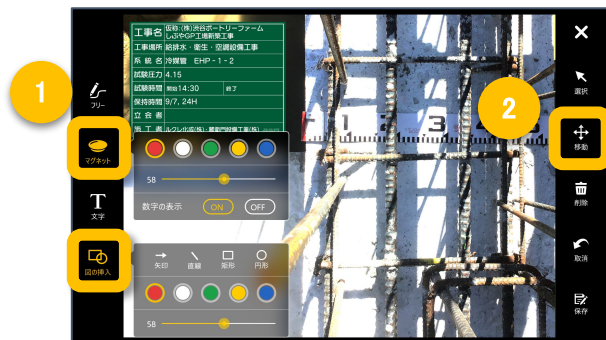 1
2
フリー
マグネット
T
文字
図の挿入
工事名 仮称:(株)渋谷ポートリーファーム
しぶやGP工場新築工事
工事場所 給排水・衛生・空調設備工事
系統名 冷媒管 EHP-1-2
試験圧力 4.15
試験時間 開始14:30 終了
保持時間 9/7, 24H
立会者
施工者
58
数字の表示 ON OFF
矢印 直線 矩形 円形
58
1 2 3
選択
移動
削除
取消
保存